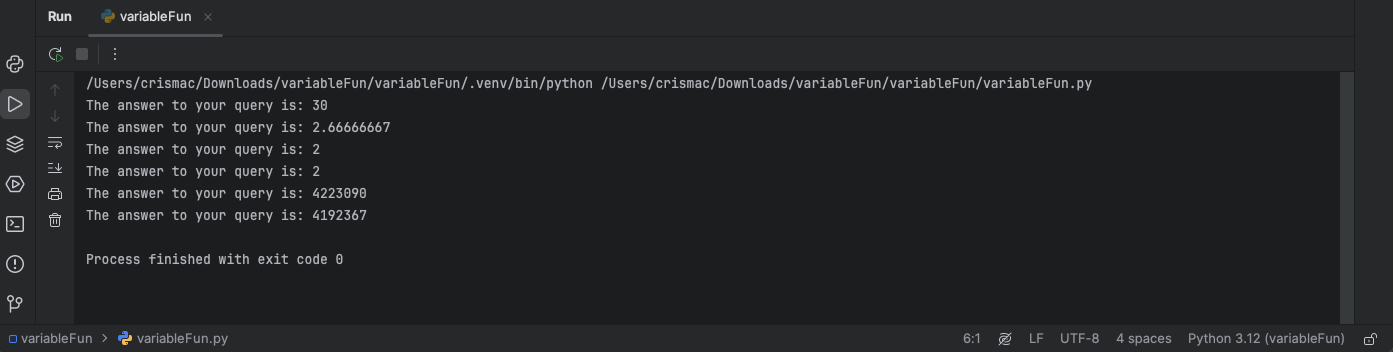 Run variableFun
/Users/crismac/Downloads/variableFun/variableFun/.venv/bin/python /Users/crismac/Downloads/variableFun/variableFun/variableFun.py
The answer to your query is: 30
The answer to your query is: 2.66666667
The answer to your query is: 2
The answer to your query is: 2
The answer to your query is: 4223090
The answer to your query is: 4192367
Process finished with exit code 0
variableFun > variableFun.py 6:1 LF UTF-8 4 spaces Python 3.12 (variableFun)